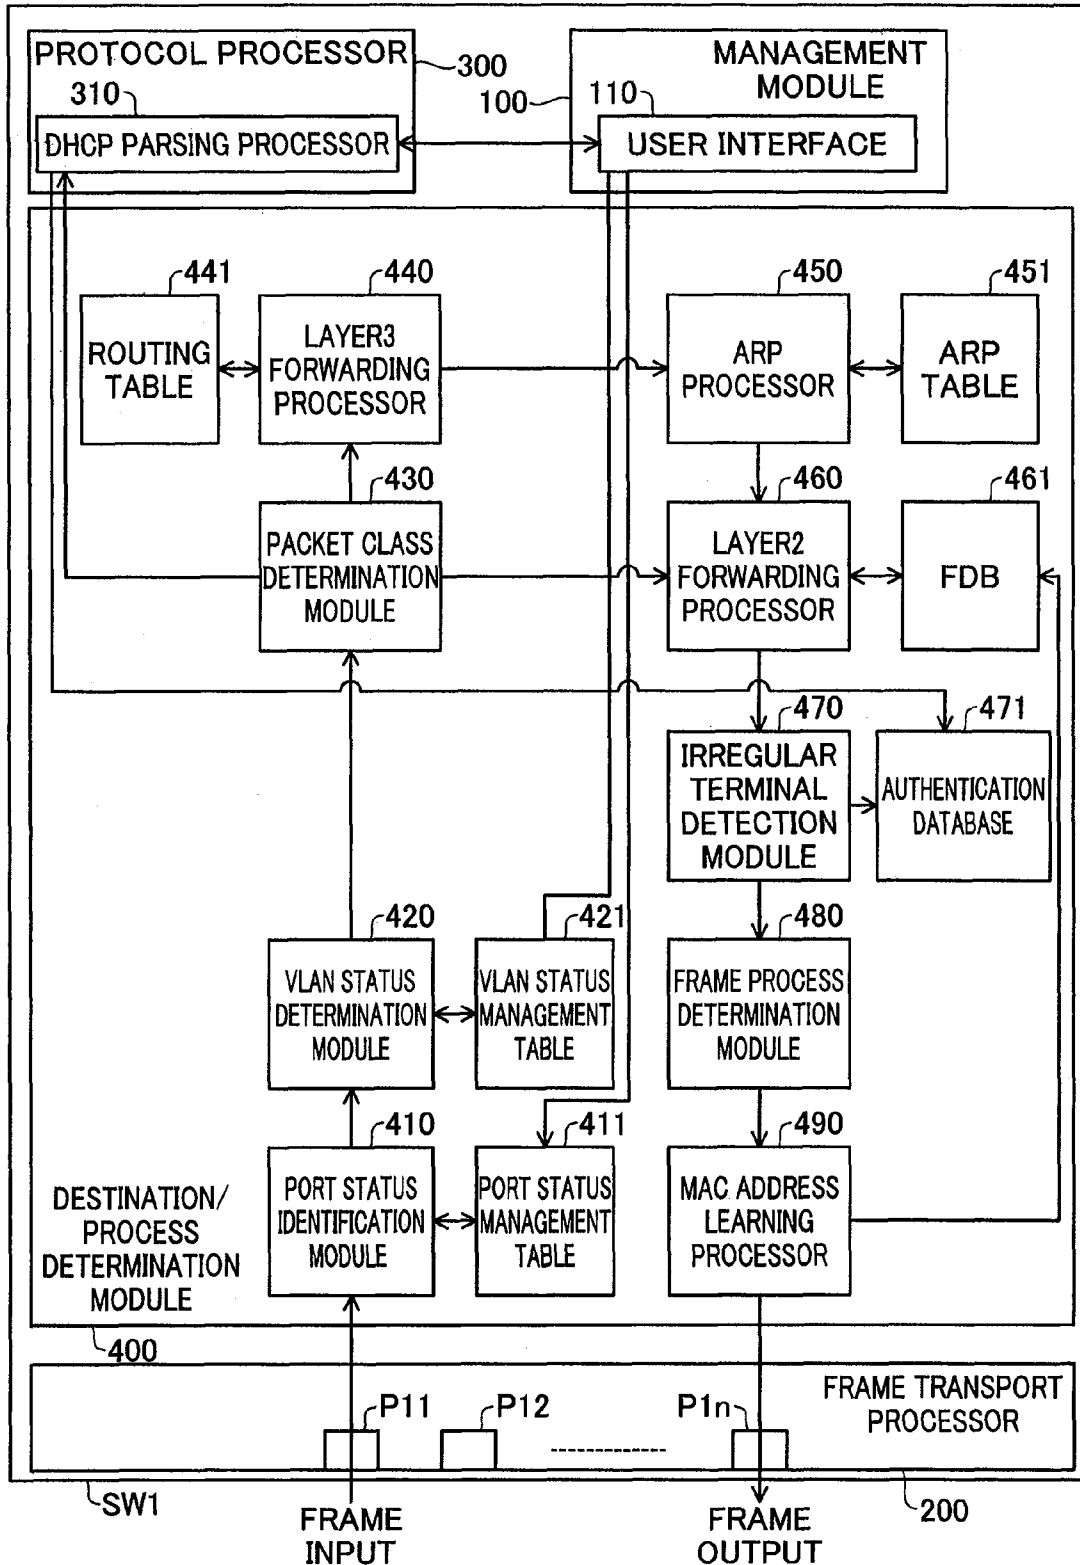 PROTOCOL PROCESSOR
300
310
DHCP PARSING PROCESSOR
MANAGEMENT
MODULE
100
110
USER INTERFACE
441
ROUTING
TABLE
440
LAYER3
FORWARDING
PROCESSOR
450
ARP
PROCESSOR
451
ARP
TABLE
430
PACKET CLASS
DETERMINATION
MODULE
460
LAYER2
FORWARDING
PROCESSOR
461
FDB
470
IRREGULAR
TERMINAL
DETECTION
MODULE
471
AUTHENTICATION
DATABASE
420
VLAN STATUS
DETERMINATION
MODULE
421
VLAN STATUS
MANAGEMENT
TABLE
480
FRAME PROCESS
DETERMINATION
MODULE
410
PORT STATUS
IDENTIFICATION
MODULE
411
PORT STATUS
MANAGEMENT
TABLE
490
MAC ADDRESS
LEARNING
PROCESSOR
DESTINATION/
PROCESS
DETERMINATION
MODULE
400
P11
P12
P1n
FRAME TRANSPORT
PROCESSOR
SW1
200
FRAME
INPUT
FRAME
OUTPUT